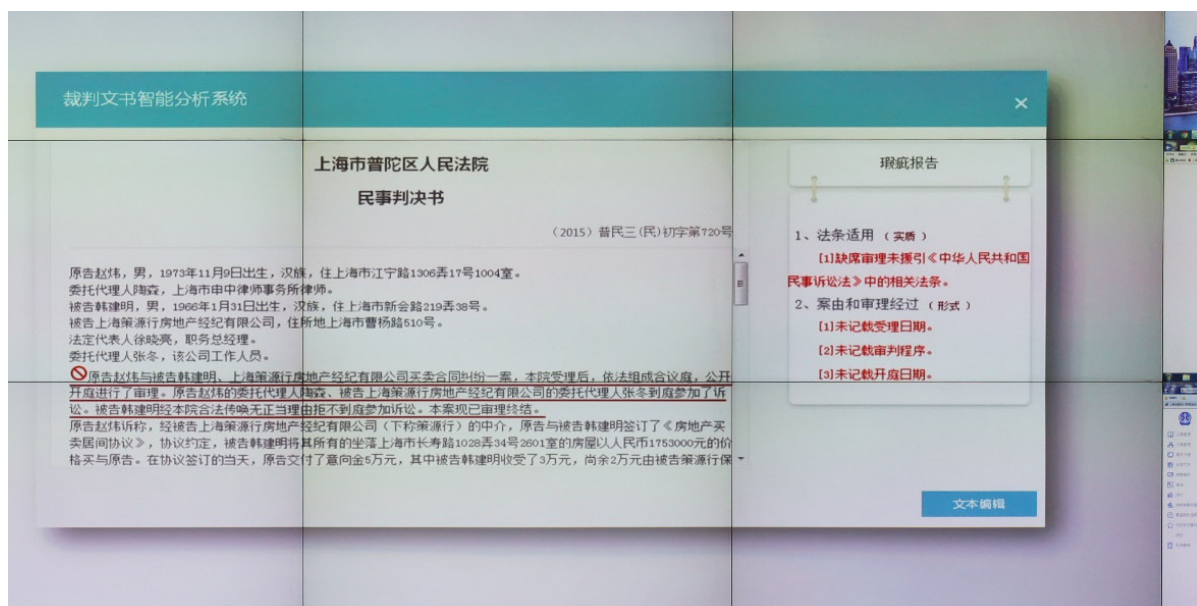 裁判文书智能分析系统
×
上海市普陀区人民法院
民事判决书
（2015）普民三(民)初字第720号
原告赵炜，男，1973年11月9日出生，汉族，住上海市江宁路1306弄17号1004室。
委托代理人陶森，上海市申中律师事务所律师。
被告韩建明，男，1966年1月31日出生，汉族，住上海市新会路219弄38号。
被告上海策源行房地产经纪有限公司，住所地上海市曹杨路510号。
法定代表人徐晓亮，职务总经理。
委托代理人张冬，该公司工作人员。
原告赵炜与被告韩建明、上海策源行房地产经纪有限公司买卖合同纠纷一案，本院受理后，依法组成合议庭，公开
开庭进行了审理。原告赵炜的委托代理人陶森、被告上海策源行房地产经纪有限公司的委托代理人张冬到庭参加了诉
讼。被告韩建明经本院合法传唤无正当理由拒不到庭参加诉讼。本案现已审理终结。
原告赵炜诉称，经被告上海策源行房地产经纪有限公司（下称策源行）的中介，原告与被告韩建明签订了《房地产买
卖居间协议》，协议约定，被告韩建明将其所有的坐落上海市长寿路1028弄34号2601室的房屋以人民币1753000元的价
格买与原告。在协议签订的当天，原告交付了意向金5万元，其中被告韩建明收受了3万元，尚余2万元由被告策源行保
瑕疵报告
1、法条适用（实质）
[1]缺席审理未援引《中华人民共和国
民事诉讼法》中的相关法条。
2、案由和审理经过（形式）
[1]未记载受理日期。
[2]未记载审判程序。
[3]未记载开庭日期。
文本编辑